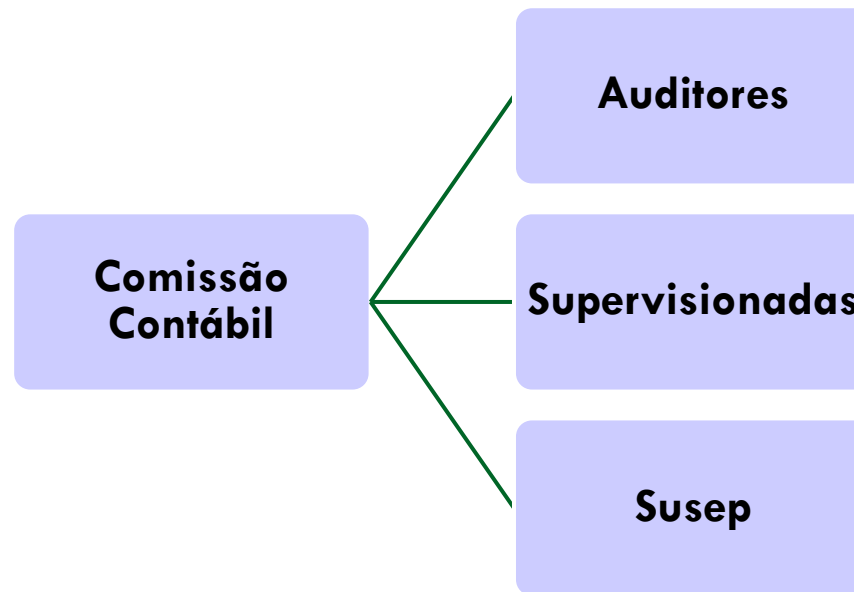 Comissão
Contábil
Auditores
Supervisionadas
Susep